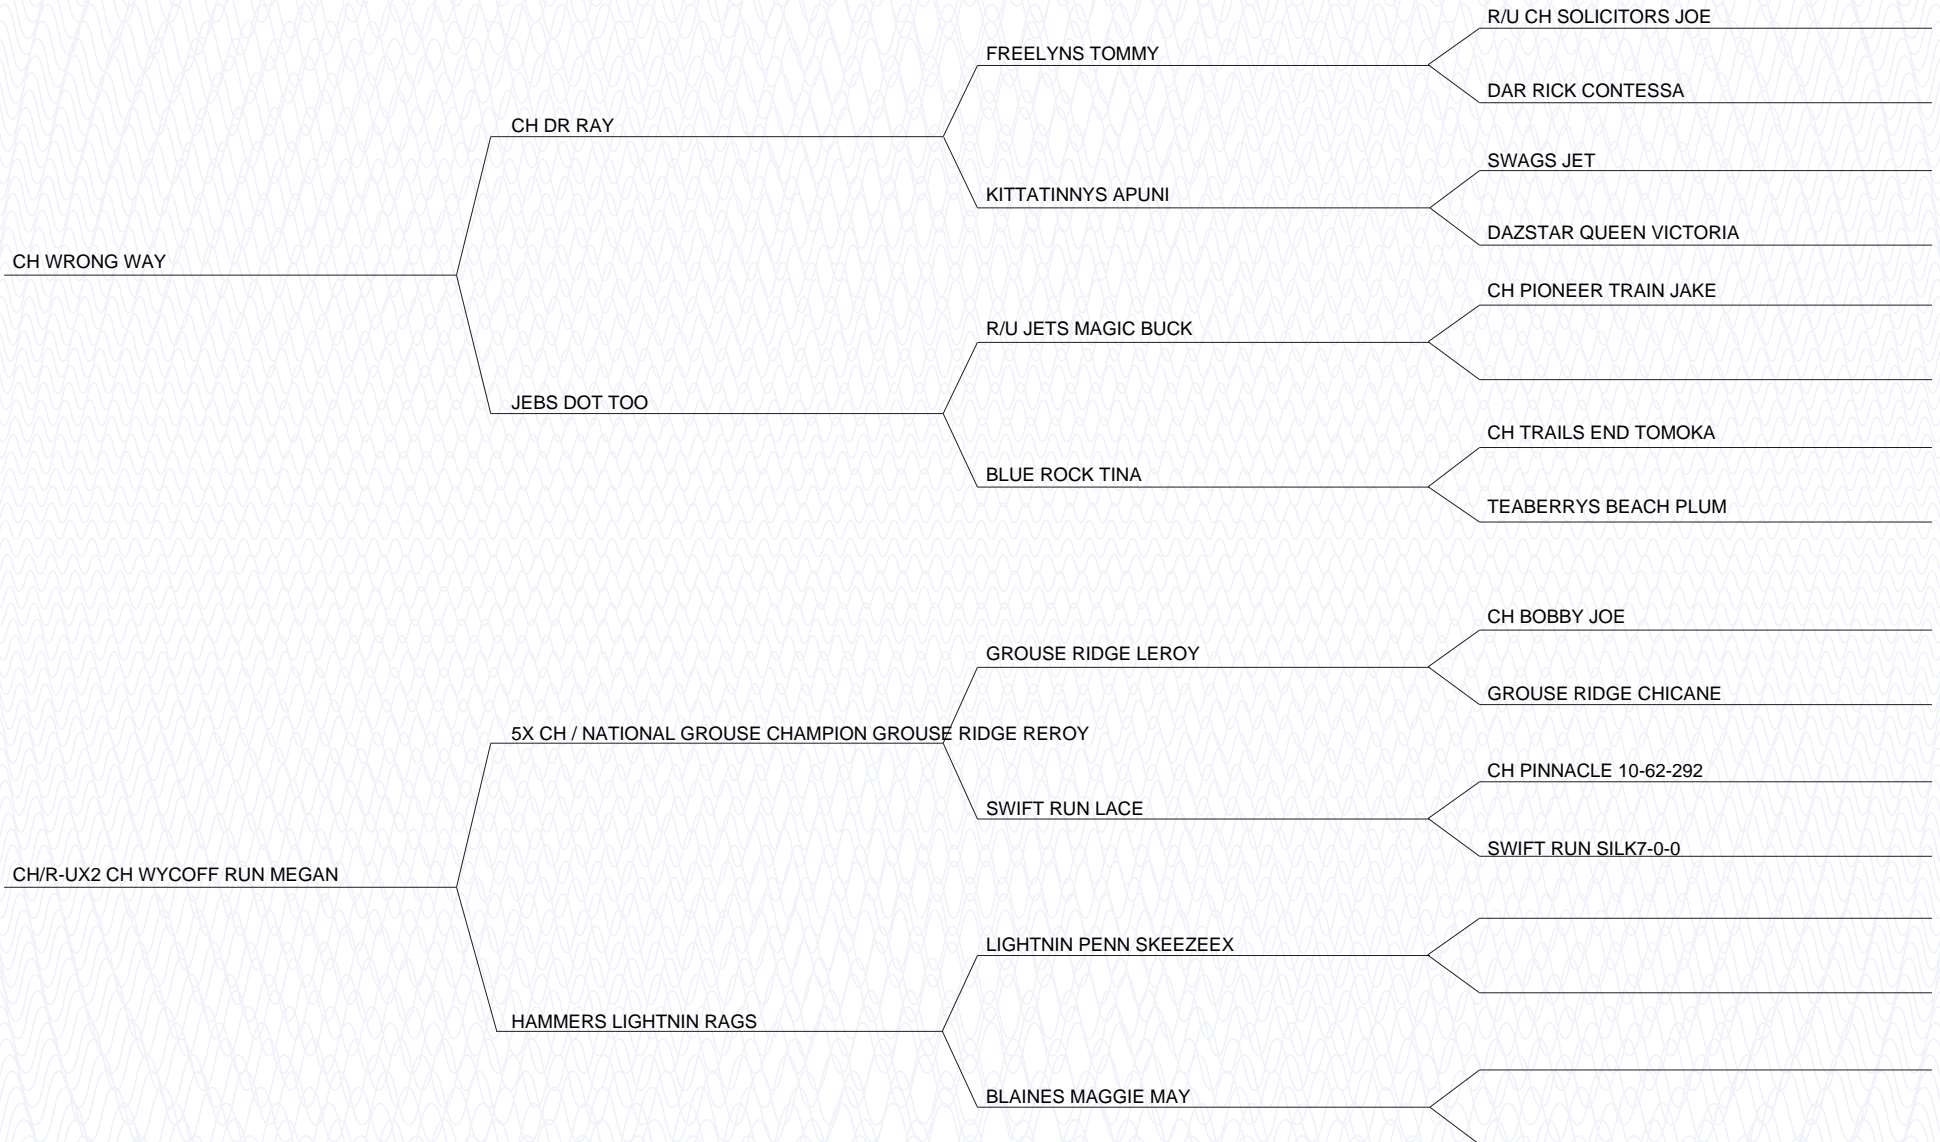 R/U CH SOLICITORS JOE
FREELYNS TOMMY
DAR RICK CONTESSA
CH DR RAY
SWAGS JET
KITTATINNYS APUNI
DAZSTAR QUEEN VICTORIA
CH WRONG WAY
CH PIONEER TRAIN JAKE
R/U JETS MAGIC BUCK
JEBS DOT TOO
CH TRAILS END TOMOKA
BLUE ROCK TINA
TEABERRYS BEACH PLUM
CH BOBBY JOE
GROUSE RIDGE LEROY
GROUSE RIDGE CHICANE
5X CH / NATIONAL GROUSE CHAMPION GROUSE RIDGE REROY
CH PINNACLE 10-62-292
SWIFT RUN LACE
SWIFT RUN SILK7-0-0
CH/R-UX2 CH WYCOFF RUN MEGAN
LIGHTNIN PENN SKEEZEEX
HAMMERS LIGHTNIN RAGS
BLAINES MAGGIE MAY